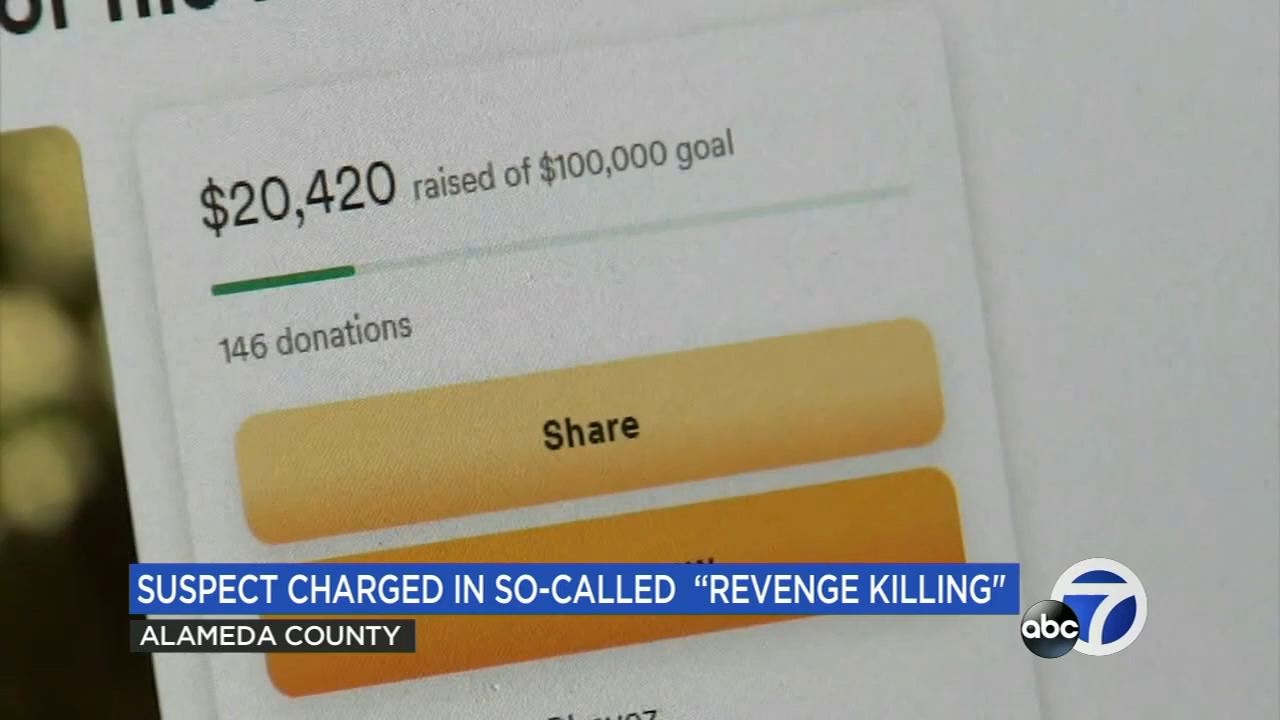 $20,420 raised of $100,000 goal
146 donations
Share
SUSPECT CHARGED IN SO-CALLED “REVENGE KILLING"
ALAMEDA COUNTY
abc 7